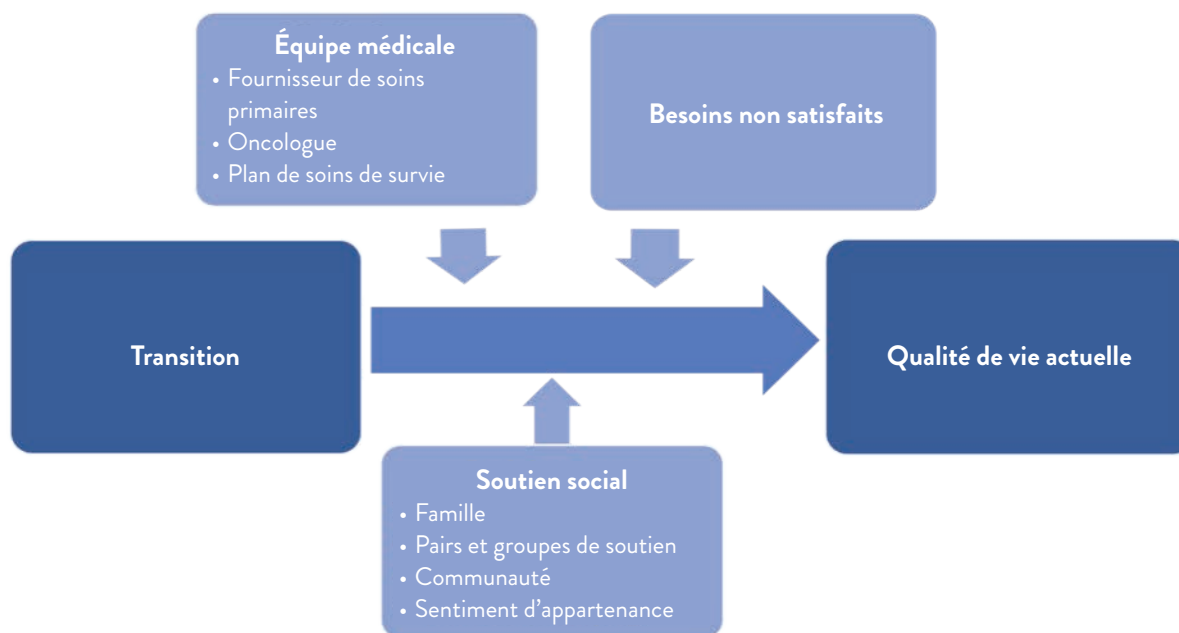 Équipe médicale
• Fournisseur de soins
primaires
• Oncologue
• Plan de soins de survie
Besoins non satisfaits
Transition
Qualité de vie actuelle
Soutien social
• Famille
• Pairs et groupes de soutien
• Communauté
• Sentiment d’appartenance